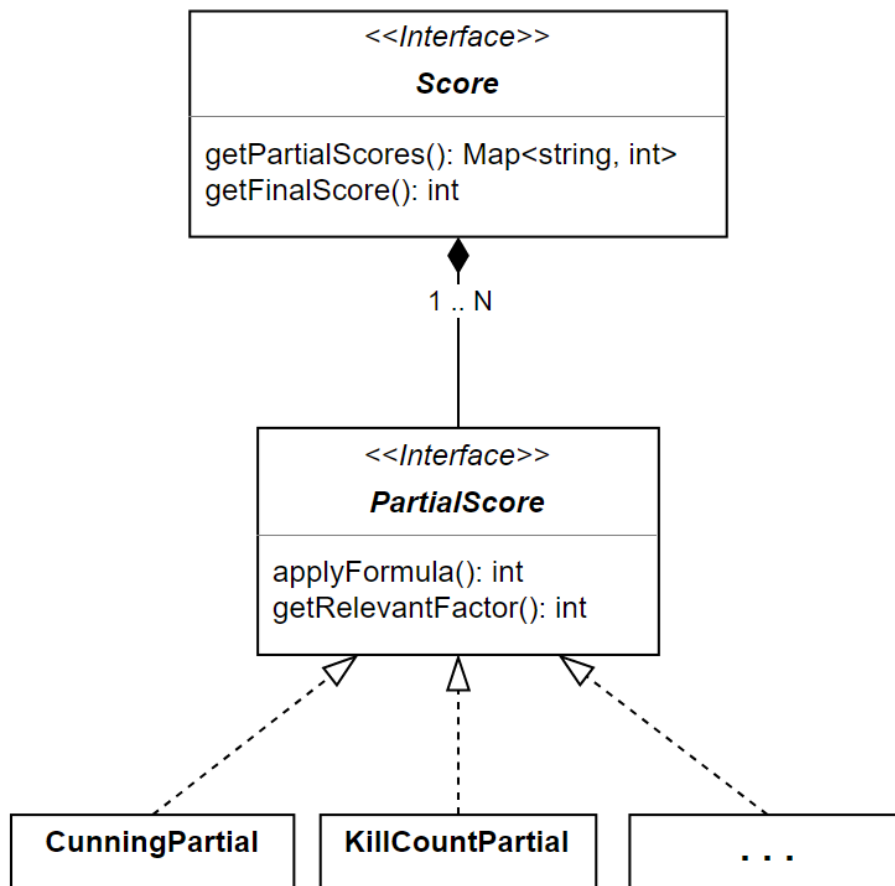 <<Interface>>
Score
getPartialScores(): Map<string, int>
getFinalScore(): int
1 .. N
<<Interface>>
PartialScore
applyFormula(): int
getRelevantFactor(): int
CunningPartial
KillCountPartial
. . .